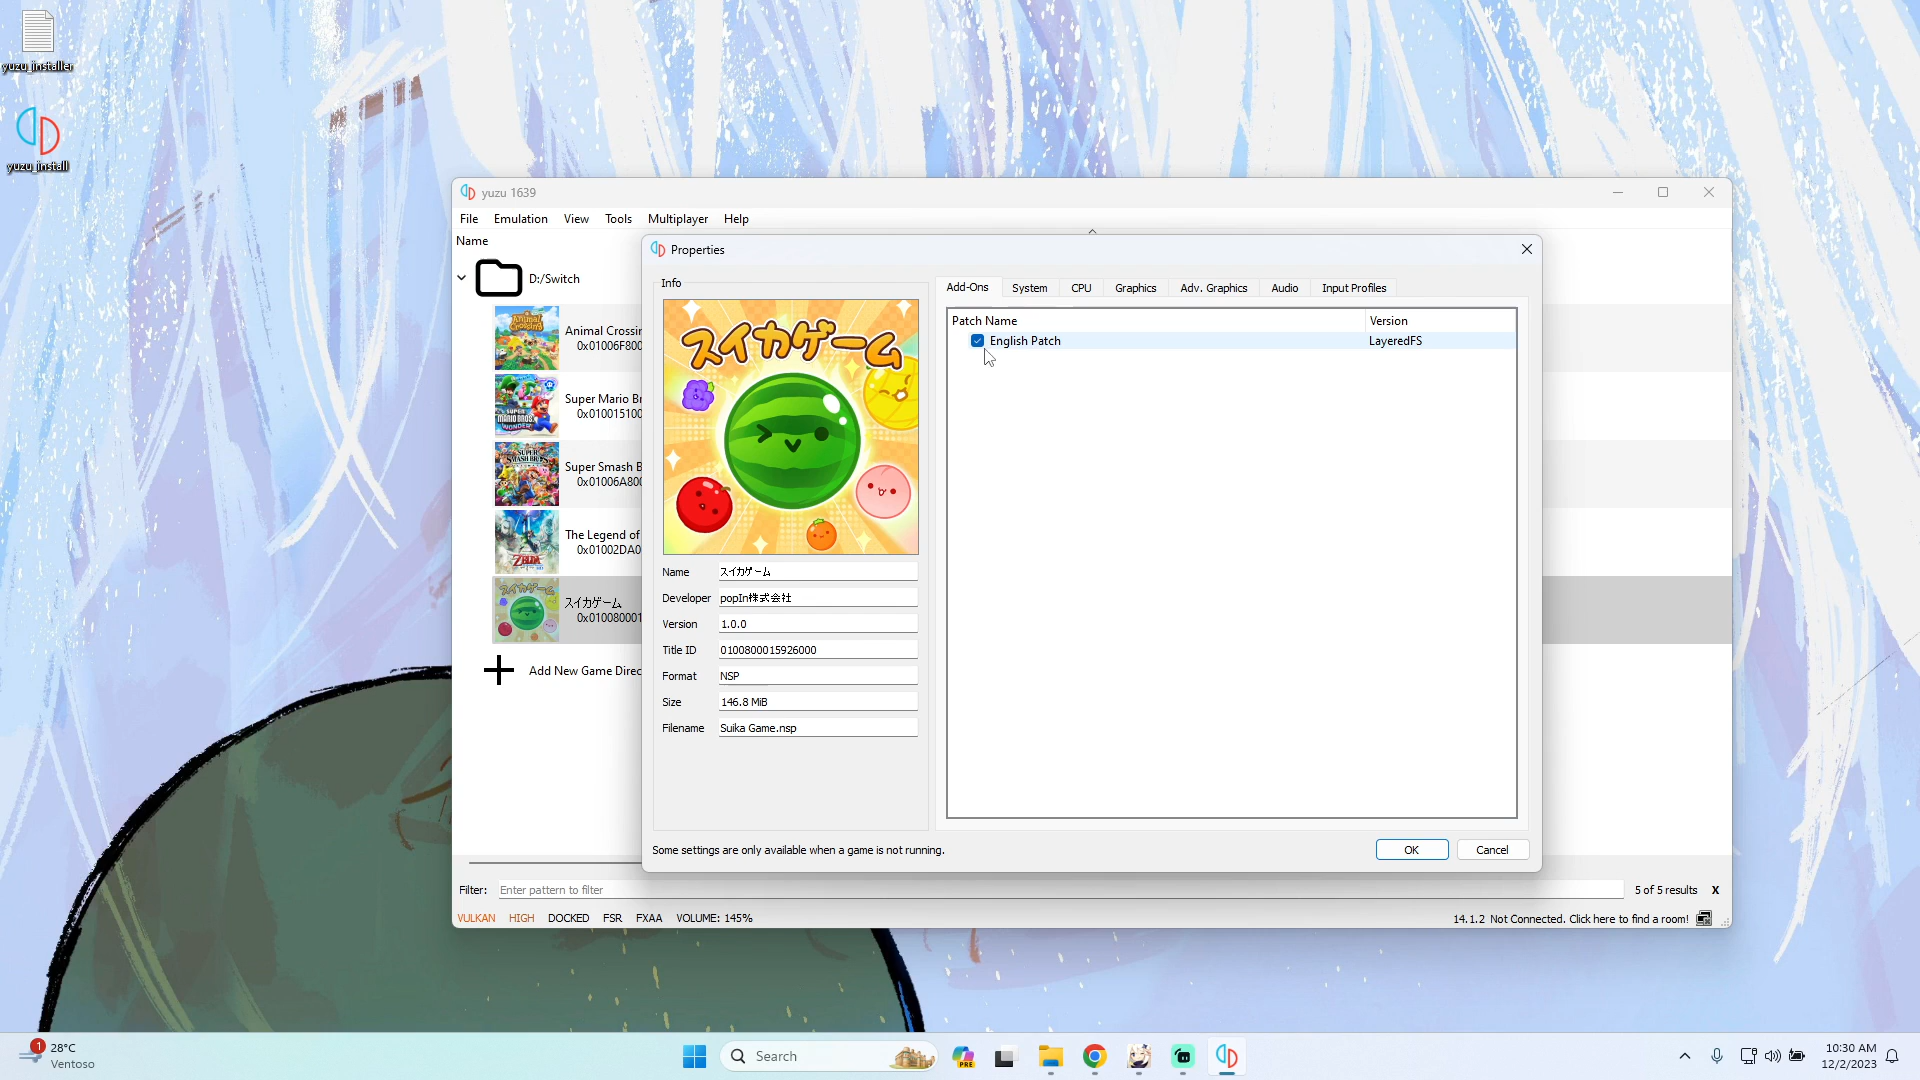 yuzu_installer
yuzu_install
yuzu 1639
File Emulation View Tools Multiplayer Help
Name
D:/Switch
Animal Crossin
0x01006F800
Super Mario Br
0x010015100
Super Smash B
0x01006A800
The Legend of
0x01002DA0
スイカゲーム
0x010080001
Add New Game Direc
Properties
Info
スイカゲーム
Name スイカゲーム
Developer popIn株式会社
Version 1.0.0
Title ID 0100800015926000
Format NSP
Size 146.8 MiB
Filename Suika Game.nsp
Add-Ons System CPU Graphics Adv. Graphics Audio Input Profiles
Patch Name Version
English Patch LayeredFS
Some settings are only available when a game is not running.
OK Cancel
Filter: Enter pattern to filter 5 of 5 results X
VULKAN HIGH DOCKED FSR FXAA VOLUME: 145% 14.1.2 Not Connected. Click here to find a room!
1
28°C
Ventoso
Search
PRE
10:30 AM
12/2/2023